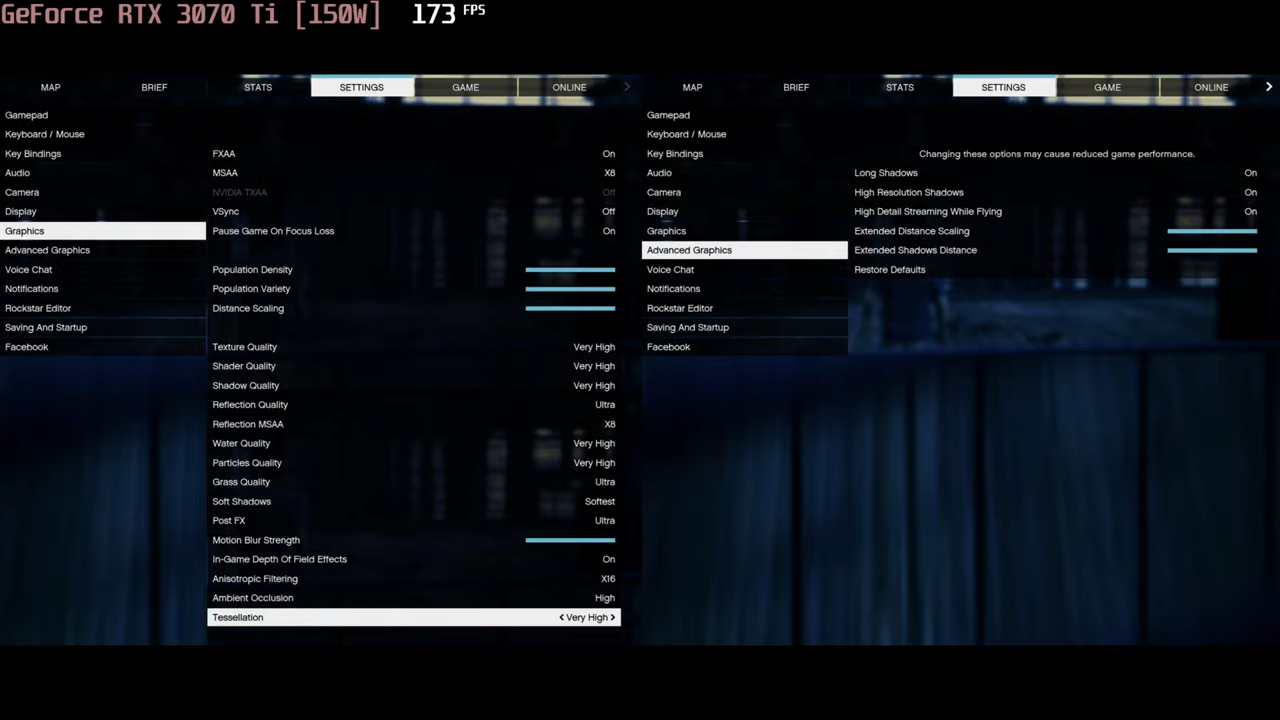 GeForce RTX 3070 Ti [150W] 173 FPS
MAP BRIEF STATS SETTINGS GAME ONLINE
Gamepad
Keyboard / Mouse
Key Bindings
Audio
Camera
Display
Graphics
Advanced Graphics
Voice Chat
Notifications
Rockstar Editor
Saving And Startup
Facebook
FXAA On
MSAA X8
NVIDIA TXAA Off
VSync Off
Pause Game On Focus Loss On
Population Density
Population Variety
Distance Scaling
Texture Quality Very High
Shader Quality Very High
Shadow Quality Very High
Reflection Quality Ultra
Reflection MSAA X8
Water Quality Very High
Particles Quality Very High
Grass Quality Ultra
Soft Shadows Softest
Post FX Ultra
Motion Blur Strength
In-Game Depth Of Field Effects On
Anisotropic Filtering X16
Ambient Occlusion High
Tessellation < Very High >
MAP BRIEF STATS SETTINGS GAME ONLINE >
Gamepad
Keyboard / Mouse
Key Bindings
Audio
Camera
Display
Graphics
Advanced Graphics
Voice Chat
Notifications
Rockstar Editor
Saving And Startup
Facebook
Changing these options may cause reduced game performance.
Long Shadows On
High Resolution Shadows On
High Detail Streaming While Flying On
Extended Distance Scaling
Extended Shadows Distance
Restore Defaults